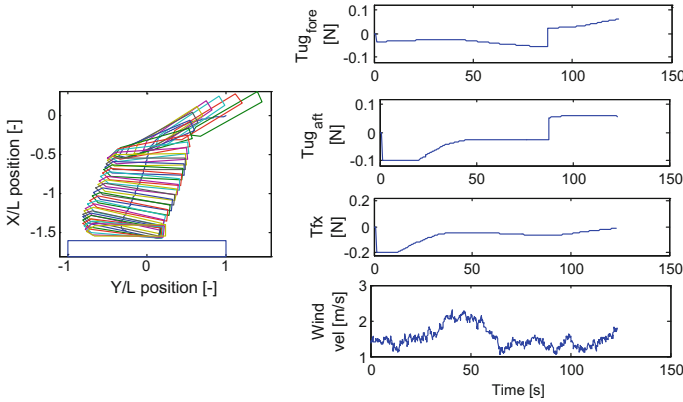 X/L position [-]
0
-0.5
-1
-1.5
-1 0 1
Y/L position [-]
Tug_fore
[N]
0.1
0
-0.1
0 50 100 150
Tug_aft
[N]
0.1
0
-0.1
0 50 100 150
Tfx
[N]
0.2
0
-0.2
0 50 100 150
Wind
vel [m/s]
3
2
1
0 50 100 150
Time [s]